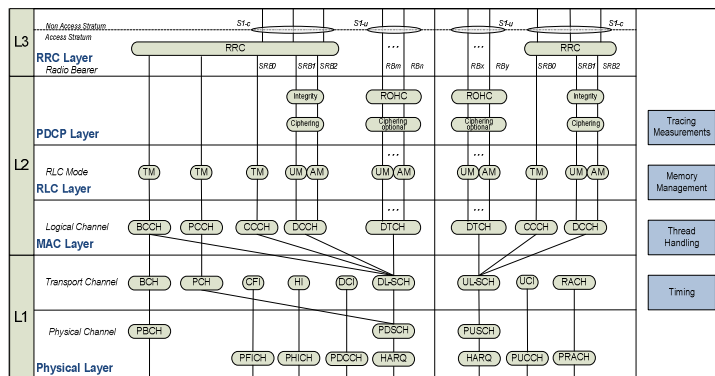 S1-c S1-u S1-u S1-c
Non Access Stratum
Access Stratum
L3
RRC ... ... RRC
RRC Layer
Radio Bearer SRB0 SRB1 SRB2 RBm RBn RBx RBy SRB0 SRB1 SRB2
Integrity ROHC ROHC Integrity
Ciphering Ciphering optional Ciphering optional Ciphering
PDCP Layer
Tracing Measurements
L2
... ...
RLC Mode TM TM TM UM AM UM AM UM AM TM UM AM
RLC Layer
Memory Management
... ...
Logical Channel BCCH PCCH CCCH DCCH DTCH DTCH CCCH DCCH
MAC Layer
Thread Handling
Transport Channel BCH PCH CFI HI DCI DL-SCH UL-SCH UCI RACH
Timing
L1
Physical Channel PBCH PDSCH PUSCH
PFICH PHICH PDCCH HARQ HARQ PUCCH PRACH
Physical Layer